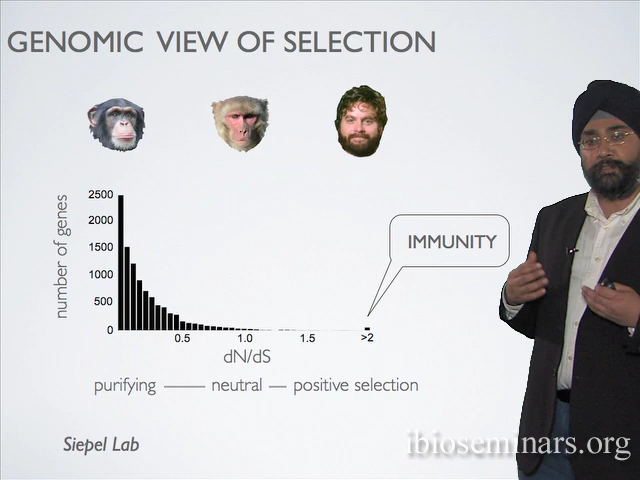 GENOMIC VIEW OF SELECTION
number of genes
2500
2000
1500
1000
500
0
0.5 1.0 1.5 >2
dN/dS
IMMUNITY
purifying —— neutral — positive selection
Siepel Lab
ibioseminars.org